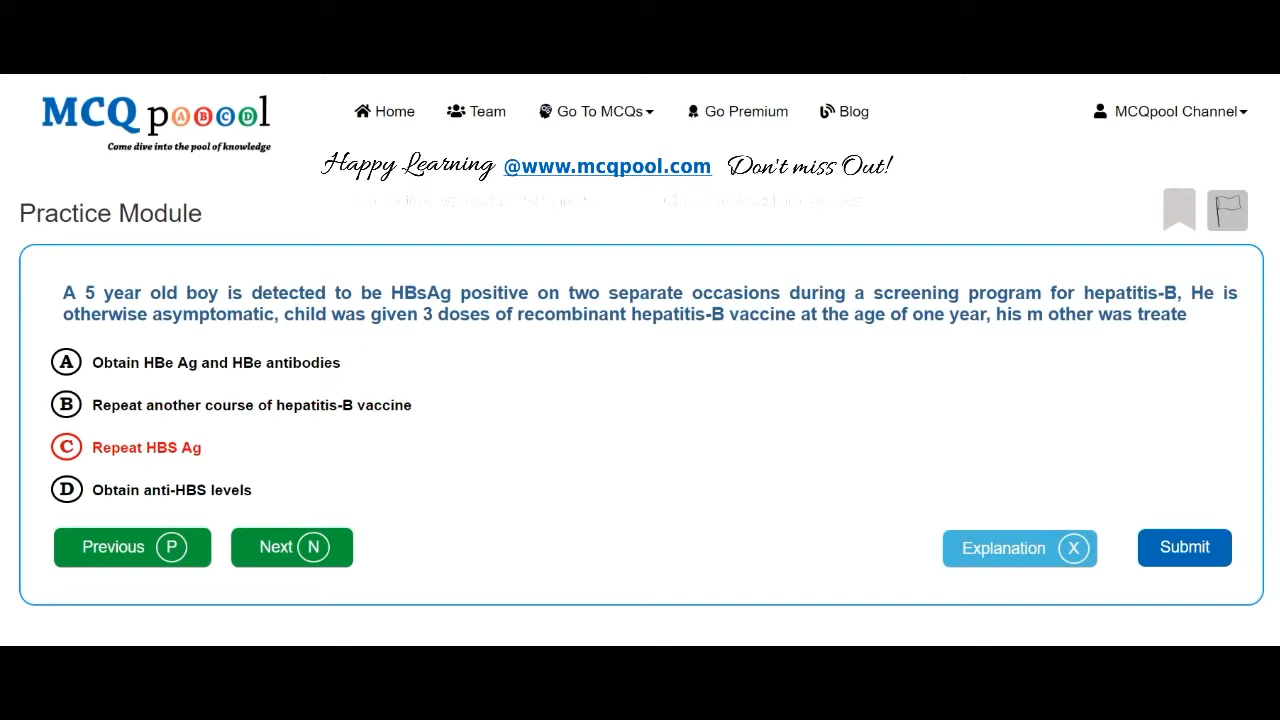 MCQ pABCDl
Come dive into the pool of knowledge
Home Team Go To MCQs Go Premium Blog MCQpool Channel
Happy Learning @www.mcqpool.com Don't miss Out!
Practice Module
A 5 year old boy is detected to be HBsAg positive on two separate occasions during a screening program for hepatitis-B, He is
otherwise asymptomatic, child was given 3 doses of recombinant hepatitis-B vaccine at the age of one year, his m other was treate
A Obtain HBe Ag and HBe antibodies
B Repeat another course of hepatitis-B vaccine
C Repeat HBS Ag
D Obtain anti-HBS levels
Previous P Next N Explanation X Submit